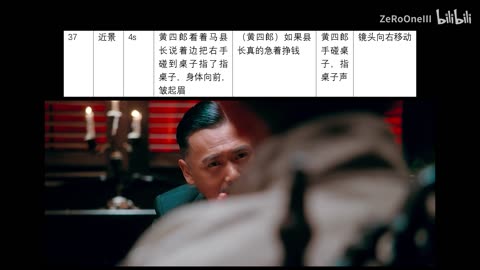 ZeRoOneIII bilibili
37
近景
4s
黄四郎看着马县
长说着边把右手
碰到桌子指了指
桌子，身体向前，
皱起眉
（黄四郎）如果县
长真的急着挣钱
黄四郎
手碰桌
子、指
桌子声
镜头向右移动